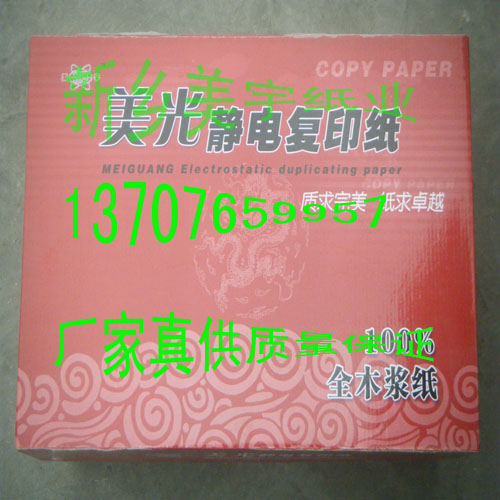 COPY PAPER
新乡美宇纸业
美光静电复印纸
MEIGUANG Electrostatic duplicating paper
COPY PAPER
质求完美 纸求卓越
13707659957
厂家真供质量保证
100%
全木浆纸